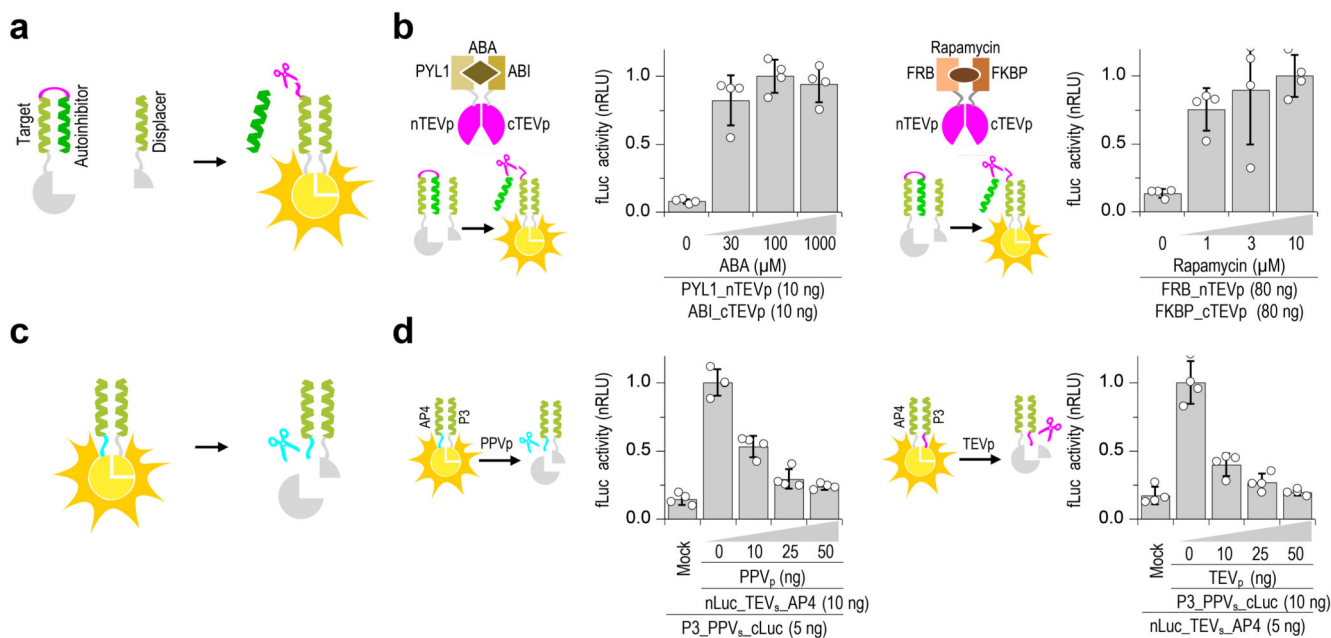 a
Target
Autoinhibitor
Displacer
b
ABA
PYL1
ABI
nTEVp
cTEVp
fLuc activity (nRLU)
1.0
0.5
0.0
0
30
100
1000
ABA (µM)
PYL1_nTEVp (10 ng)
ABI_cTEVp (10 ng)
Rapamycin
FRB
FKBP
nTEVp
cTEVp
fLuc activity (nRLU)
1.0
0.5
0.0
0
1
3
10
Rapamycin (µM)
FRB_nTEVp (80 ng)
FKBP_cTEVp (80 ng)
c
d
AP4
P3
PPVp
fLuc activity (nRLU)
1.0
0.5
0.0
Mock
0
10
25
50
PPVp (ng)
nLuc_TEVs_AP4 (10 ng)
P3_PPVs_cLuc (5 ng)
AP4
P3
TEVp
fLuc activity (nRLU)
1.0
0.5
0.0
Mock
0
10
25
50
TEVp (ng)
P3_PPVs_cLuc (10 ng)
nLuc_TEVs_AP4 (5 ng)